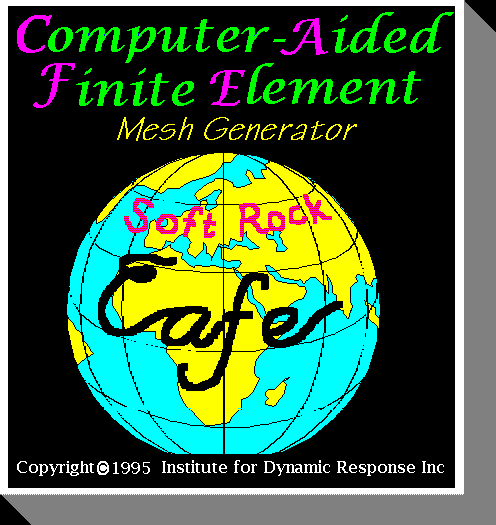 Computer-Aided
Finite Element
Mesh Generator
Soft Rock
Cafe
Copyright©1995 Institute for Dynamic Response Inc